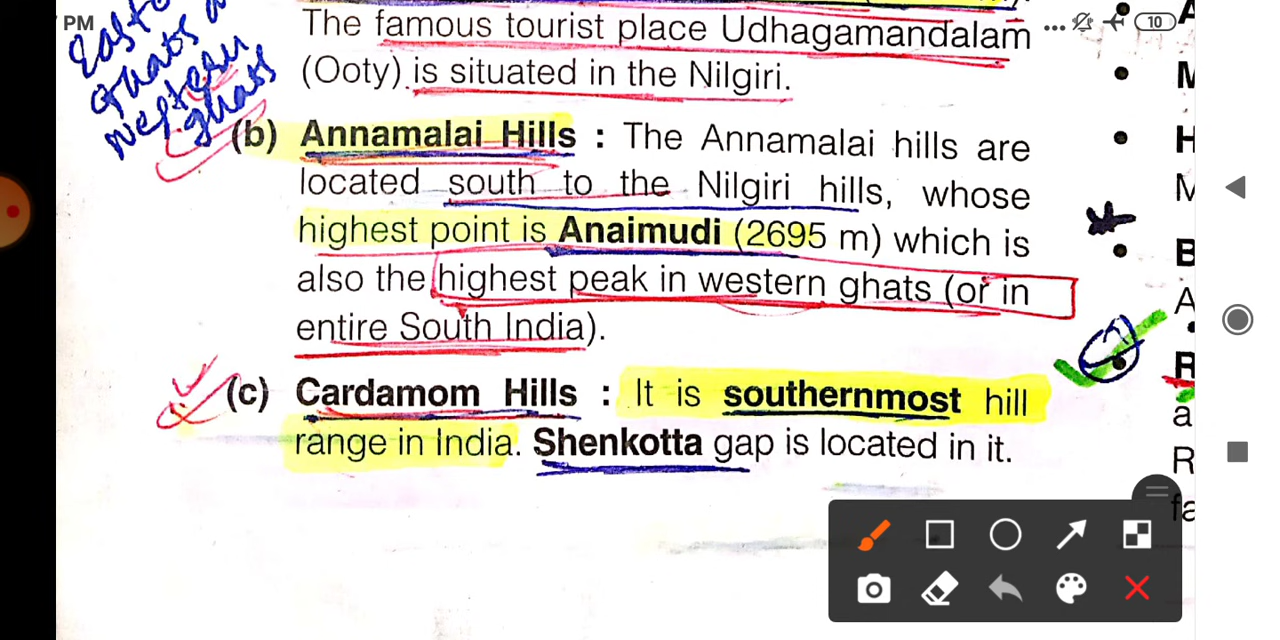 PM
10
Easte
Ghats a
Western
ghats
The famous tourist place Udhagamandalam
(Ooty) is situated in the Nilgiri.
(b) Annamalai Hills : The Annamalai hills are
located south to the Nilgiri hills, whose
highest point is Anaimudi (2695 m) which is
also the highest peak in western ghats (or in
entire South India).
(c) Cardamom Hills : It is southernmost hill
range in India. Shenkotta gap is located in it.
A
M
H
M
B
A
R
a
R
fa